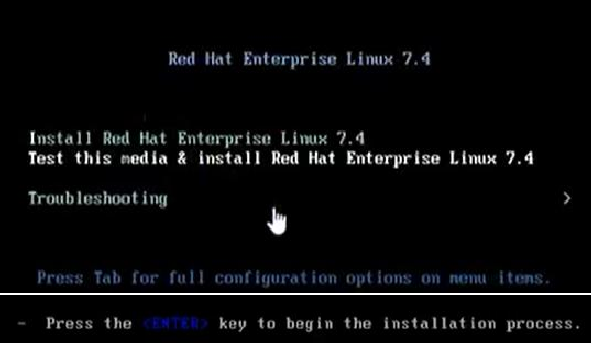 Red Hat Enterprise Linux 7.4
Install Red Hat Enterprise Linux 7.4
Test this media & install Red Hat Enterprise Linux 7.4
Troubleshooting >
Press Tab for full configuration options on menu items.
- Press the <ENTER> key to begin the installation process.